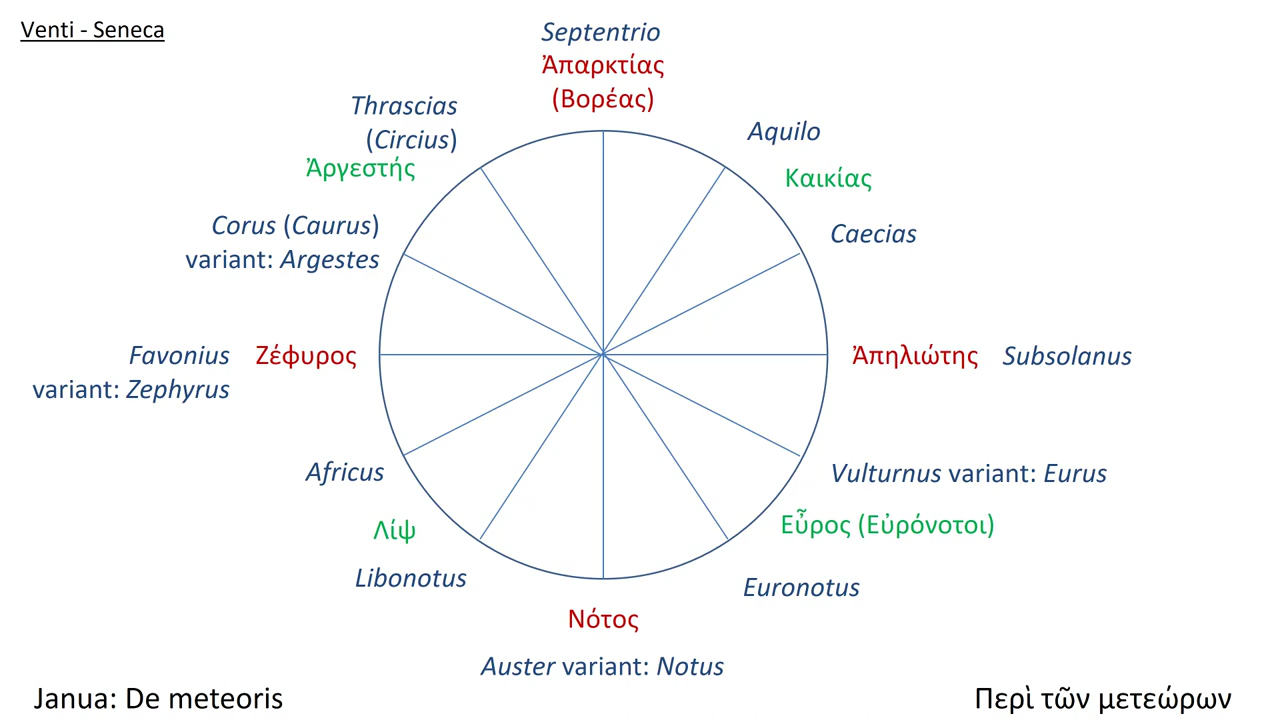 Venti - Seneca
Septentrio
Ἀπαρκτίας
(Βορέας)
Thrascias
(Circius)
Ἀργεστής
Aquilo
Καικίας
Corus (Caurus)
variant: Argestes
Caecias
Favonius
variant: Zephyrus
Ζέφυρος
Ἀπηλιώτης
Subsolanus
Africus
Λίψ
Libonotus
Vulturnus variant: Eurus
Εὖρος (Εὐρόνοτοι)
Euronotus
Νότος
Auster variant: Notus
Janua: De meteoris
Περὶ τῶν μετεώρων